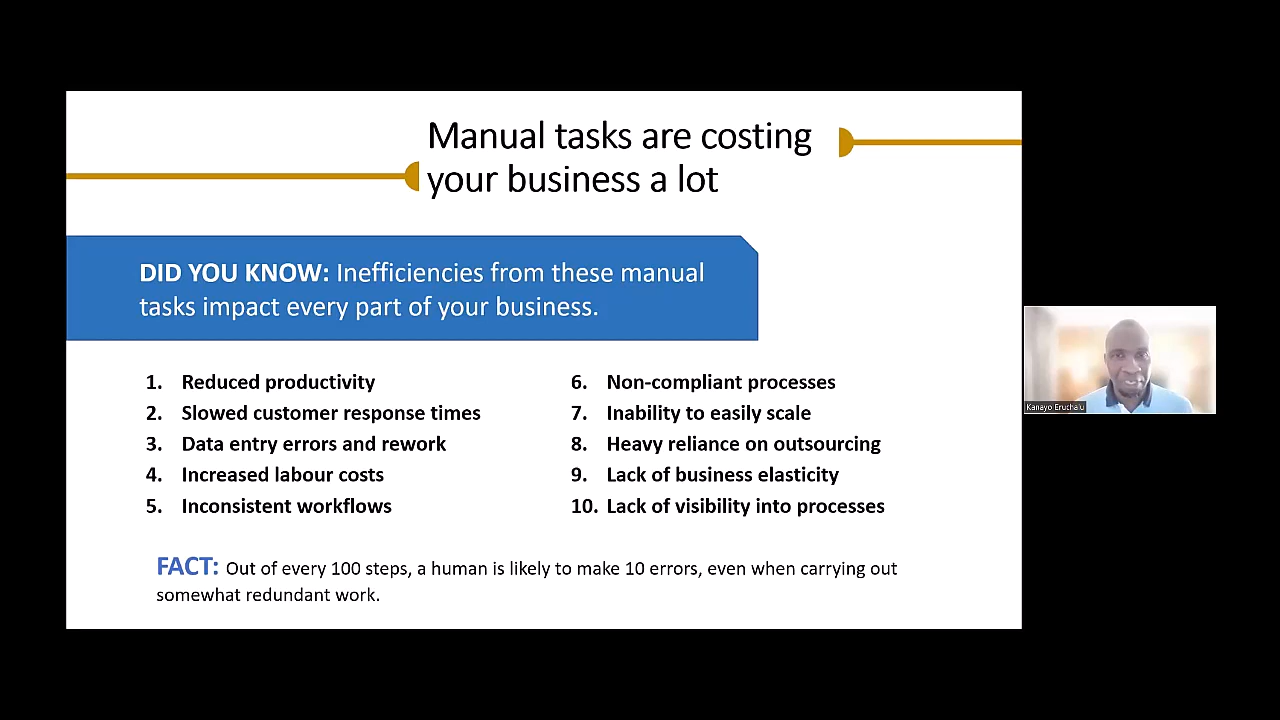 Manual tasks are costing
your business a lot
DID YOU KNOW: Inefficiencies from these manual
tasks impact every part of your business.
1. Reduced productivity
2. Slowed customer response times
3. Data entry errors and rework
4. Increased labour costs
5. Inconsistent workflows
6. Non-compliant processes
7. Inability to easily scale
8. Heavy reliance on outsourcing
9. Lack of business elasticity
10. Lack of visibility into processes
FACT: Out of every 100 steps, a human is likely to make 10 errors, even when carrying out
somewhat redundant work.
Kanayo Eruchalu